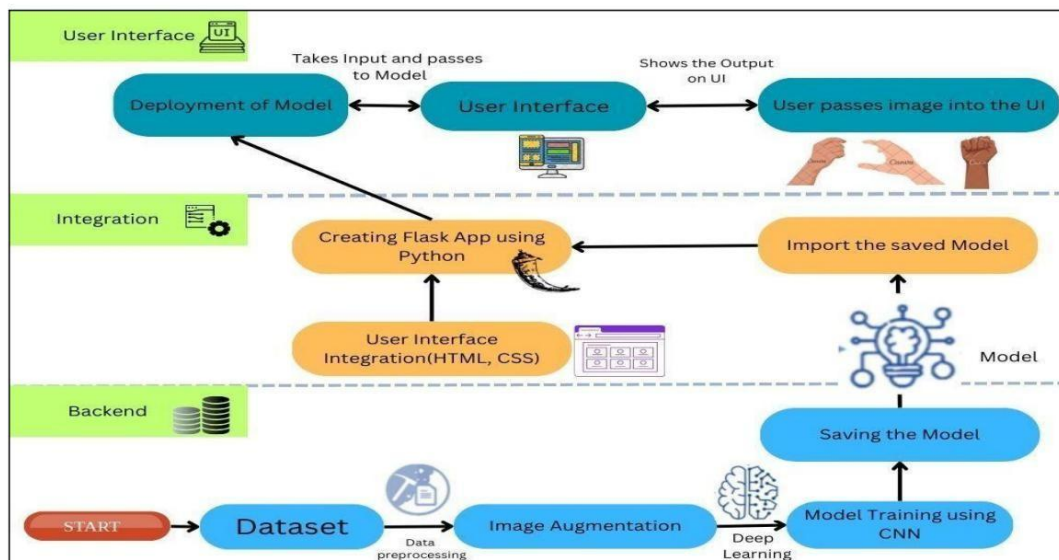 User Interface
UI
Takes Input and passes
to Model
Shows the Output
on UI
Deployment of Model
User Interface
User passes image into the UI
Integration
Creating Flask App using
Python
Import the saved Model
User Interface
Integration(HTML, CSS)
Model
Backend
Saving the Model
START
Dataset
Data
preprocessing
Image Augmentation
Deep
Learning
Model Training using
CNN